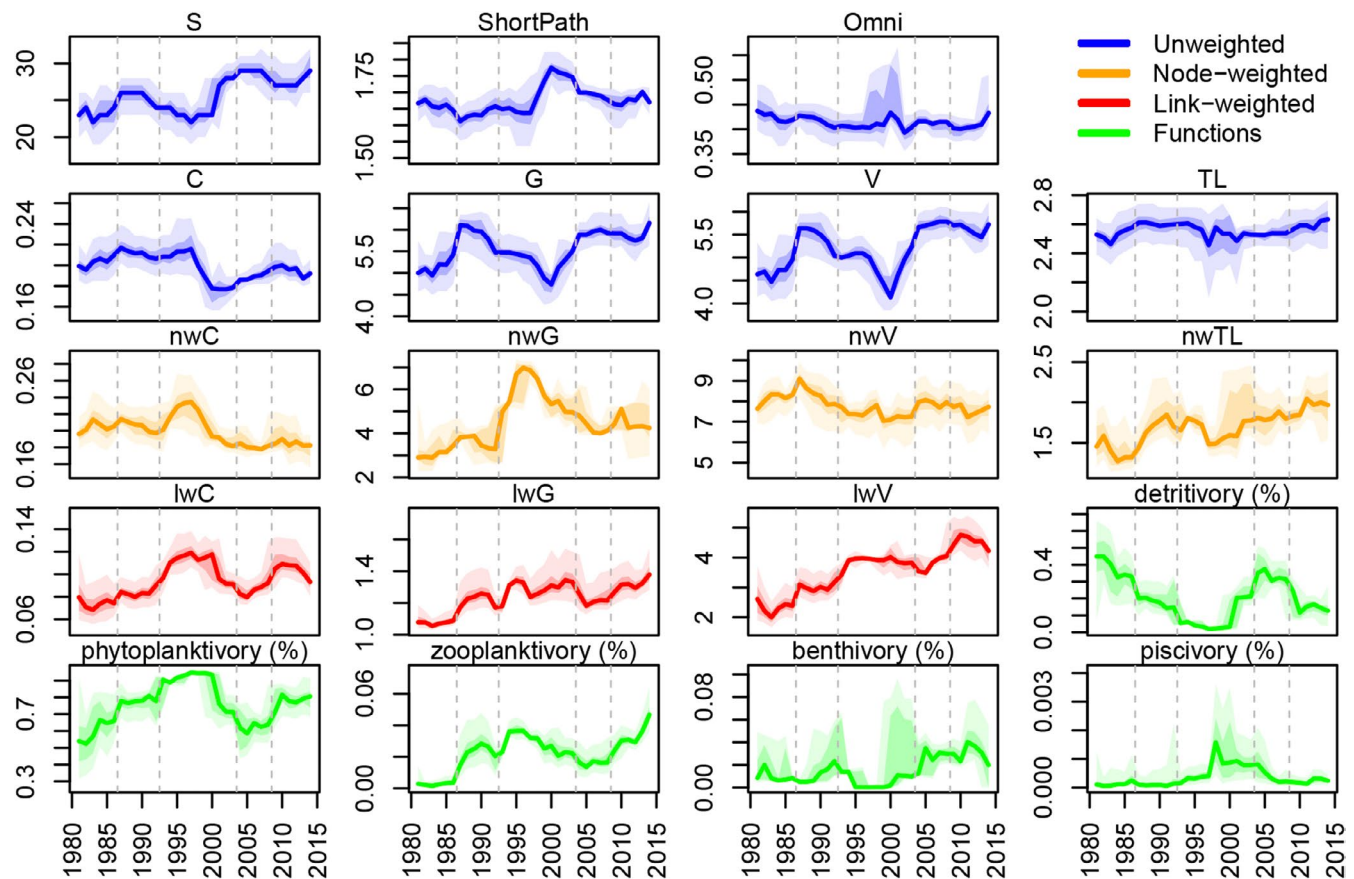 S ShortPath Omni
Unweighted
Node-weighted
Link-weighted
Functions
20 30
1.50 1.75
0.35 0.50
C G V TL
0.16 0.24
4.0 5.5
4.0 5.5
2.0 2.4 2.8
nwC nwG nwV nwTL
0.16 0.26
2 4 6
5 7 9
1.5 2.5
lwC lwG lwV detritivory (%)
0.06 0.14
1.0 1.4
2 4
0.0 0.4
phytoplanktivory (%) zooplanktivory (%) benthivory (%) piscivory (%)
0.3 0.7
0.00 0.06
0.00 0.08
0.000 0.003
1980 1985 1990 1995 2000 2005 2010 2015
1980 1985 1990 1995 2000 2005 2010 2015
1980 1985 1990 1995 2000 2005 2010 2015
1980 1985 1990 1995 2000 2005 2010 2015